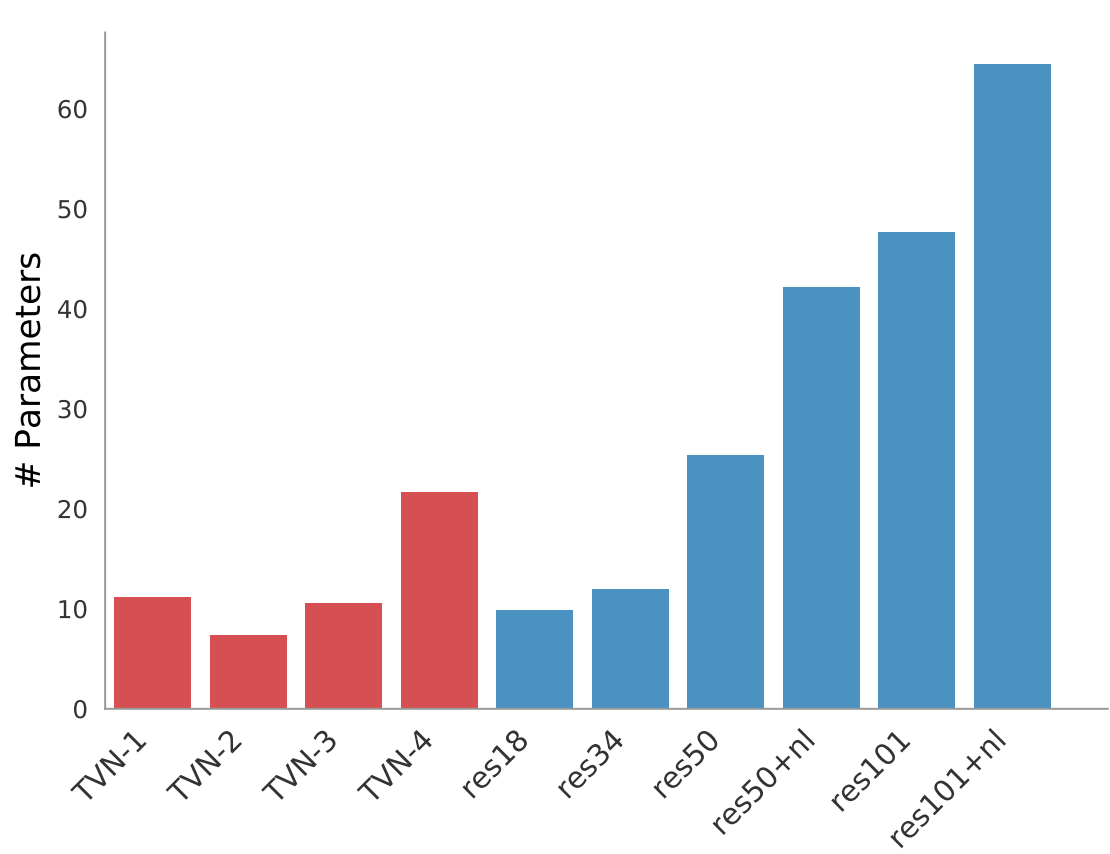 # Parameters
60
50
40
30
20
10
0
TVN-1
TVN-2
TVN-3
TVN-4
res18
res34
res50
res50+nl
res101
res101+nl